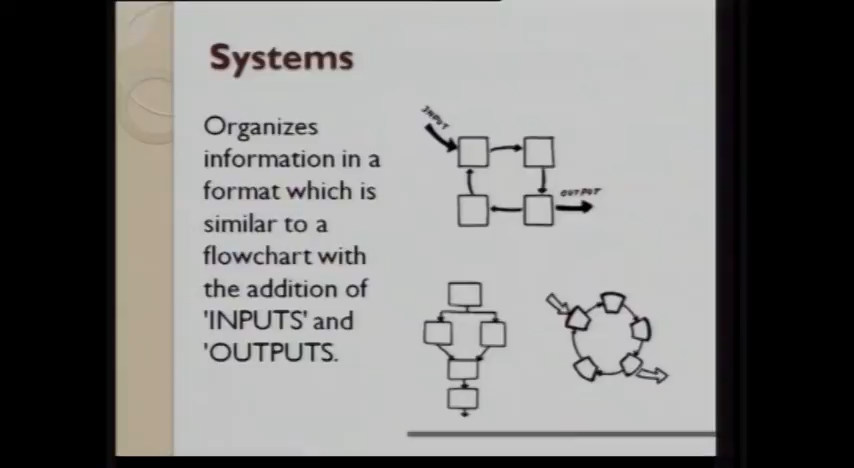 Systems
Organizes
information in a
format which is
similar to a
flowchart with
the addition of
'INPUTS' and
'OUTPUTS.
INPUT
OUTPUT